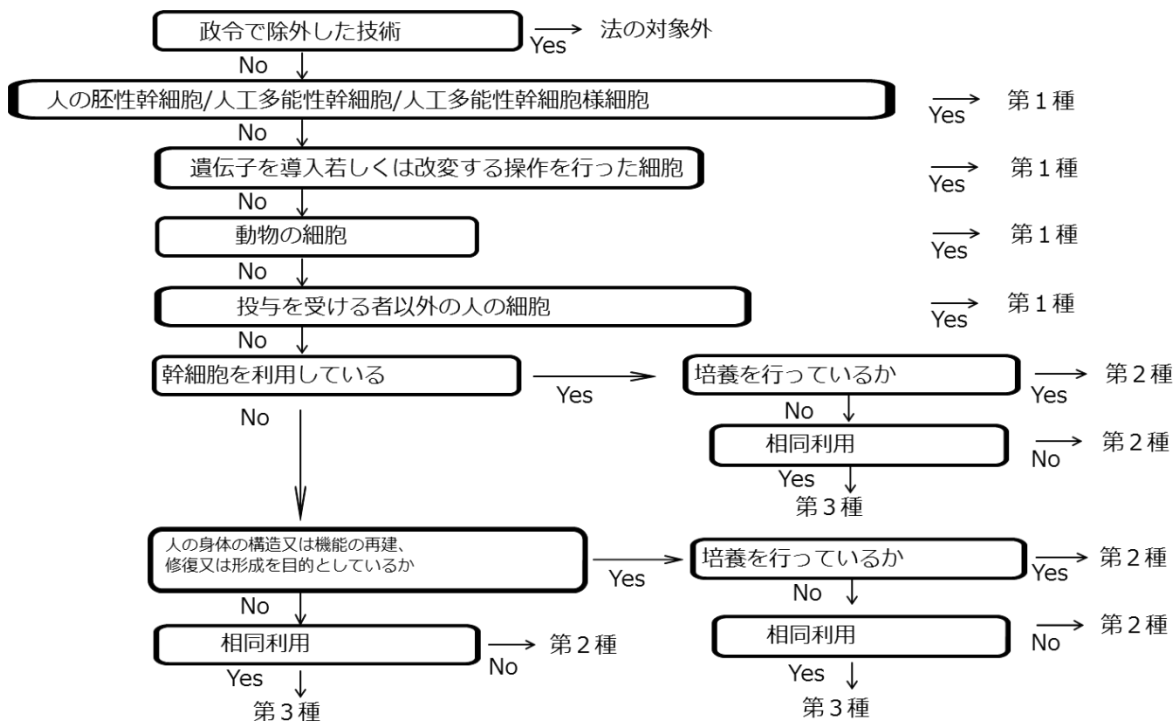 政令で除外した技術
Yes
法の対象外
No
人の胚性幹細胞/人工多能性幹細胞/人工多能性幹細胞様細胞
Yes
第1種
No
遺伝子を導入若しくは改変する操作を行った細胞
Yes
第1種
No
動物の細胞
Yes
第1種
No
投与を受ける者以外の人の細胞
Yes
第1種
No
幹細胞を利用している
Yes
培養を行っているか
Yes
第2種
No
No
相同利用
No
第2種
Yes
第3種
人の身体の構造又は機能の再建、
修復又は形成を目的としているか
Yes
培養を行っているか
Yes
第2種
No
No
相同利用
No
第2種
相同利用
No
第2種
Yes
第3種
Yes
第3種